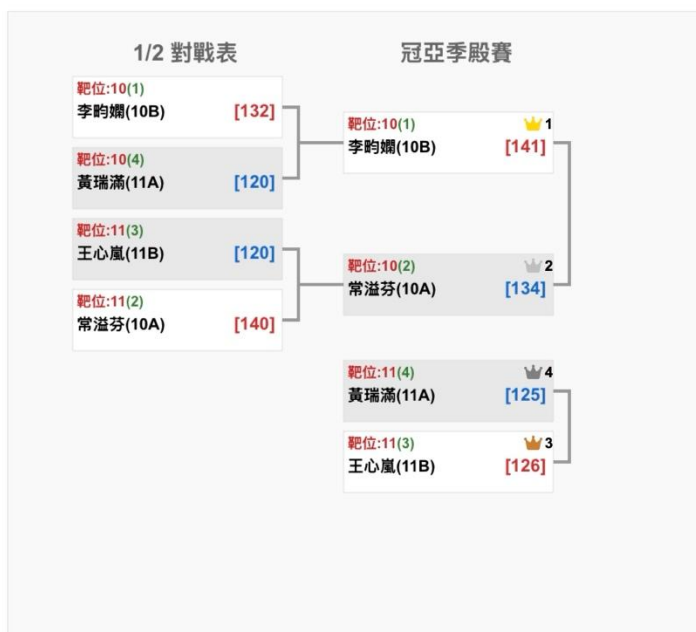 1/2 對戰表
靶位:10(1)
李畇嫻(10B) [132]
靶位:10(4)
黃瑞滿(11A) [120]
靶位:11(3)
王心嵐(11B) [120]
靶位:11(2)
常溢芬(10A) [140]
冠亞季殿賽
靶位:10(1) 1
李畇嫻(10B) [141]
靶位:10(2) 2
常溢芬(10A) [134]
靶位:11(4) 4
黃瑞滿(11A) [125]
靶位:11(3) 3
王心嵐(11B) [126]